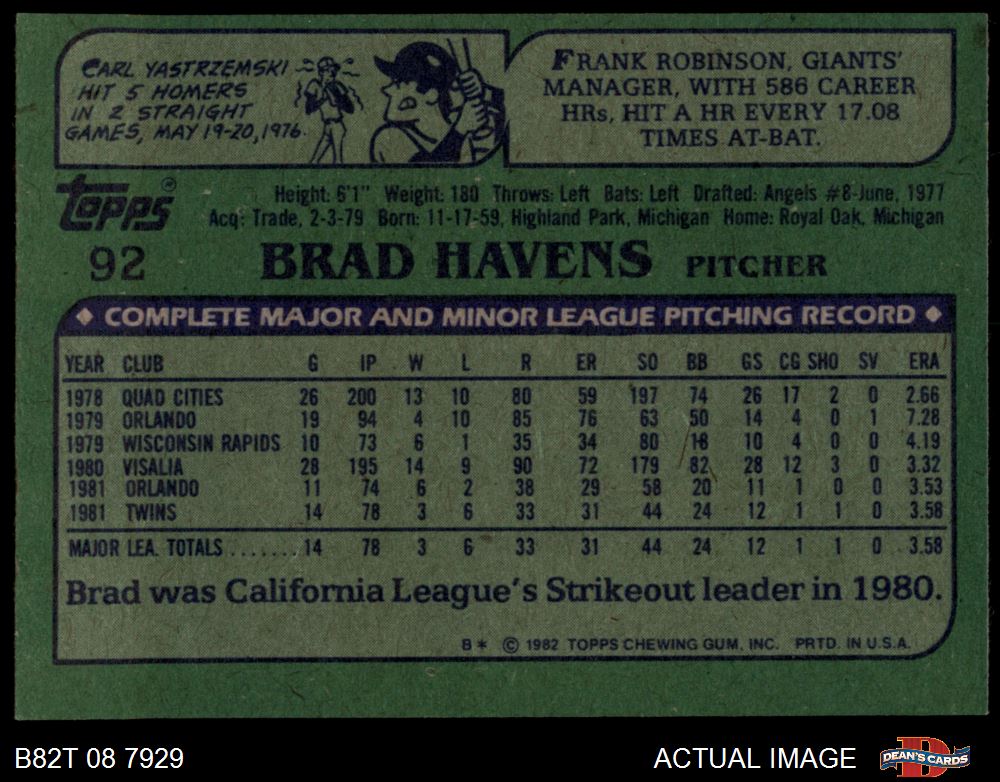 CARL YASTRZEMSKI
HIT 5 HOMERS
IN 2 STRAIGHT
GAMES, MAY 19-20, 1976.
FRANK ROBINSON, GIANTS'
MANAGER, WITH 586 CAREER
HRs, HIT A HR EVERY 17.08
TIMES AT-BAT.
Topps®
Height: 6'1" Weight: 180 Throws: Left Bats: Left Drafted: Angels #8-June, 1977
Acq: Trade, 2-3-79 Born: 11-17-59, Highland Park, Michigan Home: Royal Oak, Michigan
92 BRAD HAVENS PITCHER
◆ COMPLETE MAJOR AND MINOR LEAGUE PITCHING RECORD ◆
YEAR CLUB G IP W L R ER SO BB GS CG SHO SV ERA
1978 QUAD CITIES 26 200 13 10 80 59 197 74 26 17 2 0 2.66
1979 ORLANDO 19 94 4 10 85 76 63 50 14 4 0 1 7.28
1979 WISCONSIN RAPIDS 10 73 6 1 35 34 80 18 10 4 0 0 4.19
1980 VISALIA 28 195 14 9 90 72 179 82 28 12 3 0 3.32
1981 ORLANDO 11 74 6 2 38 29 58 20 11 1 0 0 3.53
1981 TWINS 14 78 3 6 33 31 44 24 12 1 1 0 3.58
MAJOR LEA. TOTALS.......14 78 3 6 33 31 44 24 12 1 1 0 3.58
Brad was California League's Strikeout leader in 1980.
B* © 1982 TOPPS CHEWING GUM, INC. PRTD. IN U.S.A.
B82T 08 7929 ACTUAL IMAGE DEAN'S CARDS